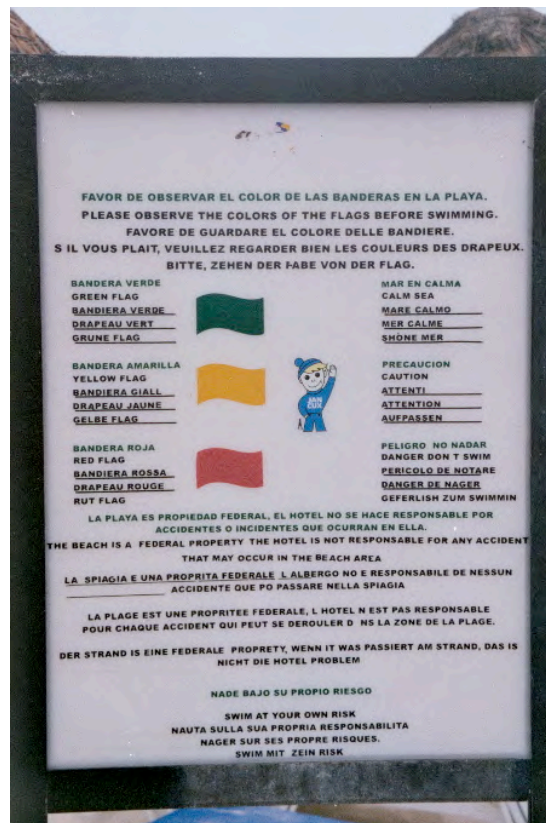 FAVOR DE OBSERVAR EL COLOR DE LAS BANDERAS EN LA PLAYA.
PLEASE OBSERVE THE COLORS OF THE FLAGS BEFORE SWIMMING.
FAVORE DE GUARDARE EL COLORE DELLE BANDIERE.
S IL VOUS PLAIT, VEUILLEZ REGARDER BIEN LES COULEURS DES DRAPEUX.
BITTE, ZEHEN DER FABE VON DER FLAG.
BANDERA VERDE
GREEN FLAG
BANDIERA VERDE
DRAPEAU VERT
GRUNE FLAG
MAR EN CALMA
CALM SEA
MARE CALMO
MER CALME
SHONE MER
BANDERA AMARILLA
YELLOW FLAG
BANDIERA GIALL
DRAPEAU JAUNE
GELBE FLAG
PRECAUCION
CAUTION
ATTENTI
ATTENTION
AUFPASSEN
BANDERA ROJA
RED FLAG
BANDIERA ROSSA
DRAPEAU ROUGE
RUT FLAG
PELIGRO NO NADAR
DANGER DON T SWIM
PERICOLO DE NOTARE
DANGER DE NAGER
GEFERLISH ZUM SWIMMIN
LA PLAYA ES PROPIEDAD FEDERAL, EL HOTEL NO SE HACE RESPONSABLE POR
ACCIDENTES O INCIDENTES QUE OCURRAN EN ELLA.
THE BEACH IS A FEDERAL PROPERTY THE HOTEL IS NOT RESPONSIBLE FOR ANY ACCIDENT
THAT MAY OCCUR IN THE BEACH AREA
LA SPIAGIA E UNA PROPRITA FEDERALE L ALBERGO NO E RESPONSABILE DE NESSUN
ACCIDENTE QUE PO PASSARE NELLA SPIAGIA
LA PLAGE EST UNE PROPRITEE FEDERALE, L HOTEL N EST PAS RESPONSABLE
POUR CHAQUE ACCIDENT QUI PEUT SE DEROULER D NS LA ZONE DE LA PLAGE.
DER STRAND IS EINE FEDERALE PROPRETY, WENN IT WAS PASSIERT AM STRAND, DAS IS
NICHT DIE HOTEL PROBLEM
NADE BAJO SU PROPIO RIESGO
SWIM AT YOUR OWN RISK
NAUTA SULLA SUA PROPRIA RESPONSABILITA
NAGER SUR SES PROPRE RISQUES.
SWIM MIT ZEIN RISK